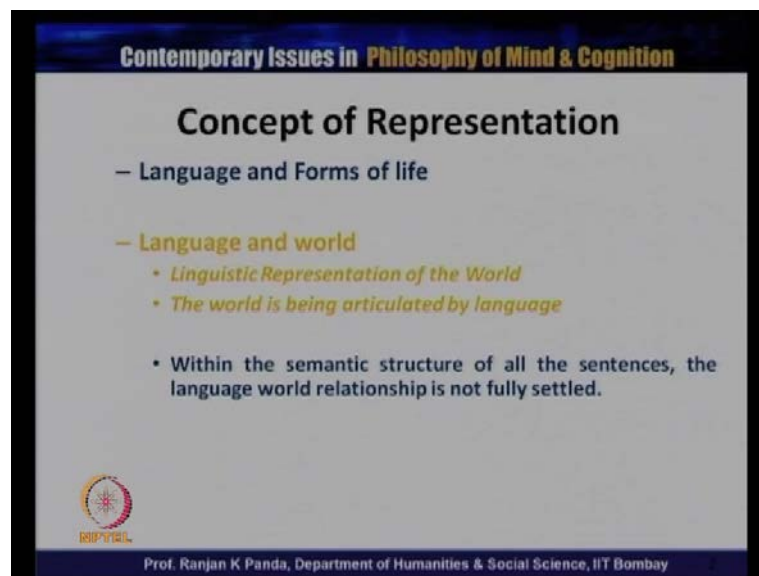 Contemporary Issues in Philosophy of Mind & Cognition
Concept of Representation
– Language and Forms of life
– Language and world
• Linguistic Representation of the World
• The world is being articulated by language
• Within the semantic structure of all the sentences, the
language world relationship is not fully settled.
NPTEL
Prof. Ranjan K Panda, Department of Humanities & Social Science, IIT Bombay 2